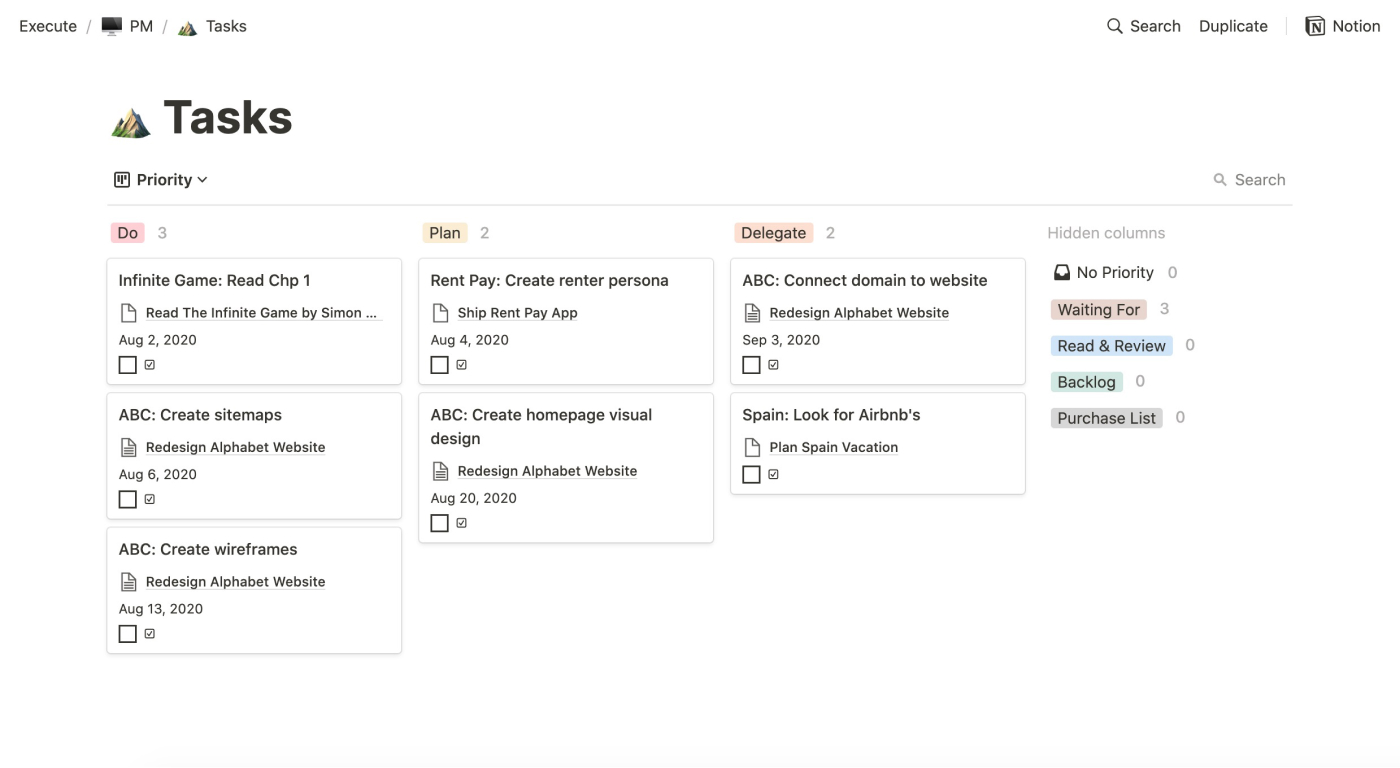 Execute / PM / Tasks
Search Duplicate Notion
Tasks
Priority
Search
Do 3
Infinite Game: Read Chp 1
Read The Infinite Game by Simon ...
Aug 2, 2020
ABC: Create sitemaps
Redesign Alphabet Website
Aug 6, 2020
ABC: Create wireframes
Redesign Alphabet Website
Aug 13, 2020
Plan 2
Rent Pay: Create renter persona
Ship Rent Pay App
Aug 4, 2020
ABC: Create homepage visual
design
Redesign Alphabet Website
Aug 20, 2020
Delegate 2
ABC: Connect domain to website
Redesign Alphabet Website
Sep 3, 2020
Spain: Look for Airbnb's
Plan Spain Vacation
Hidden columns
No Priority 0
Waiting For 3
Read & Review 0
Backlog 0
Purchase List 0